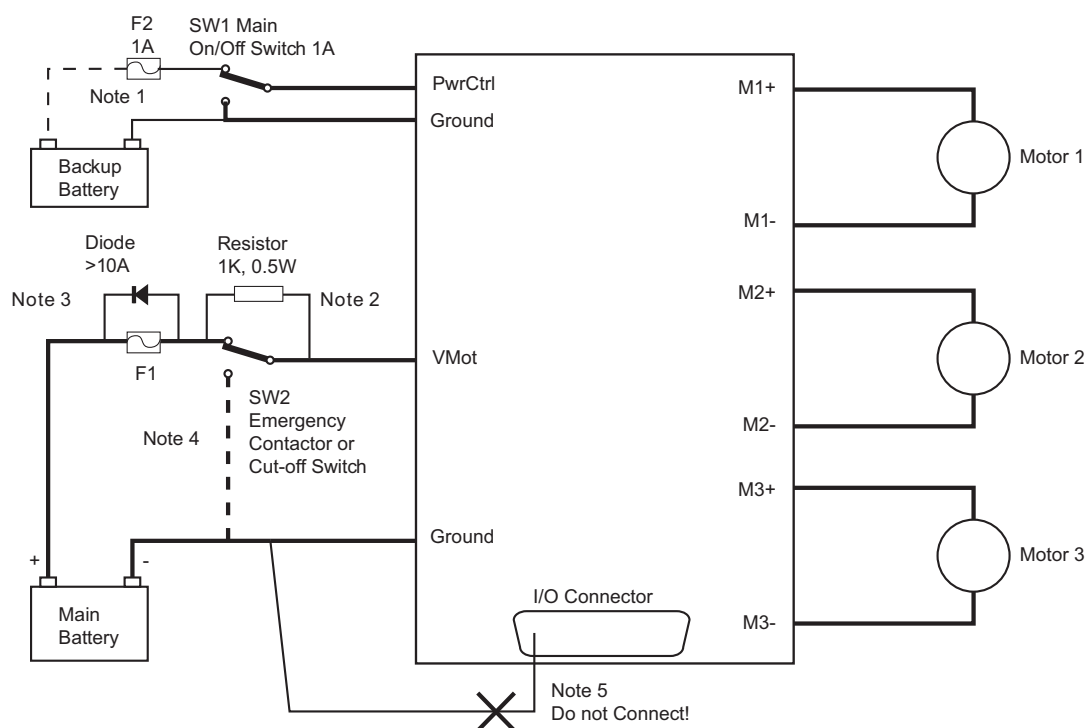 F2
1A
SW1 Main
On/Off Switch 1A
Note 1
Backup
Battery
PwrCtrl
Ground
M1+
Motor 1
M1-
Diode
>10A
Resistor
1K, 0.5W
Note 3
Note 2
F1
VMot
M2+
Motor 2
M2-
SW2
Emergency
Contactor or
Cut-off Switch
Note 4
M3+
Motor 3
M3-
Ground
+
-
Main
Battery
I/O Connector
Note 5
Do not Connect!